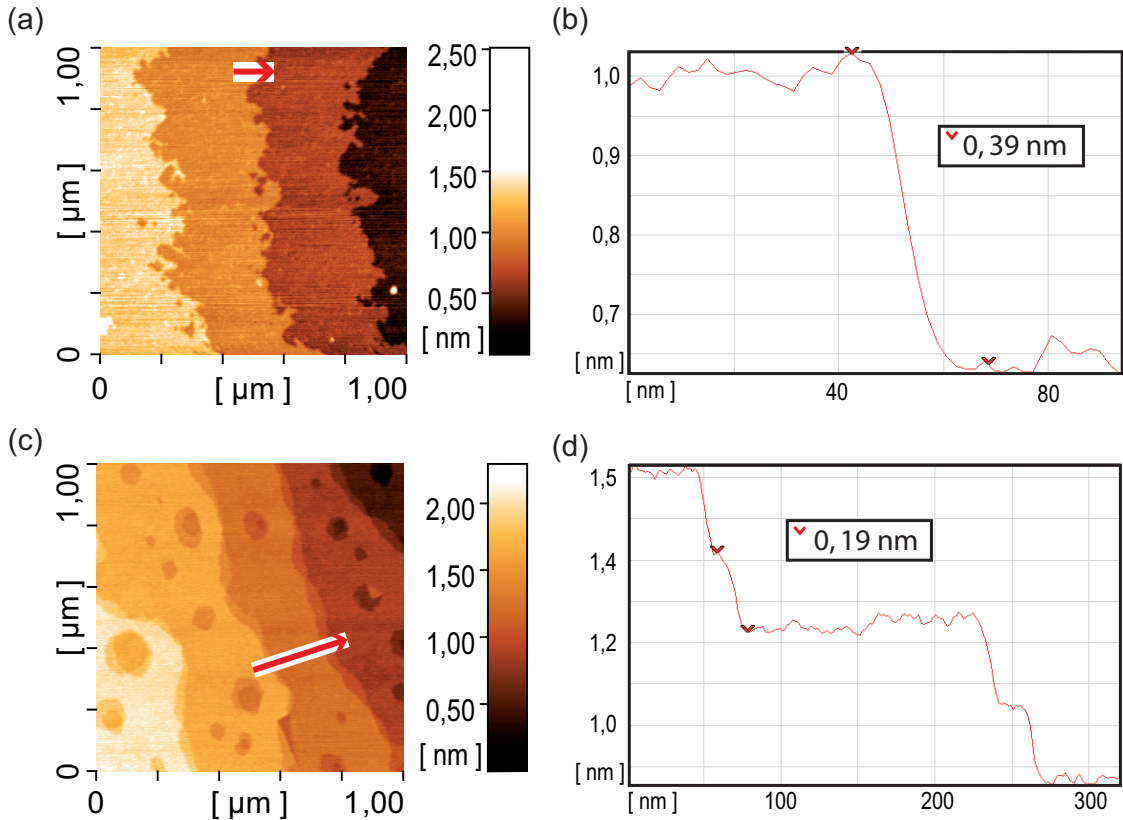 (a)
1,00
[ µm ]
0
0
[ µm ]
1,00
2,50
2,00
1,50
1,00
0,50
[ nm ]
(b)
1,0
0,9
0,8
0,7
[ nm ]
[ nm ]
40
80
0,39 nm
(c)
1,00
[ µm ]
0
0
[ µm ]
1,00
2,00
1,50
1,00
0,50
[ nm ]
(d)
1,5
1,4
1,2
1,0
[ nm ]
[ nm ]
100
200
300
0,19 nm